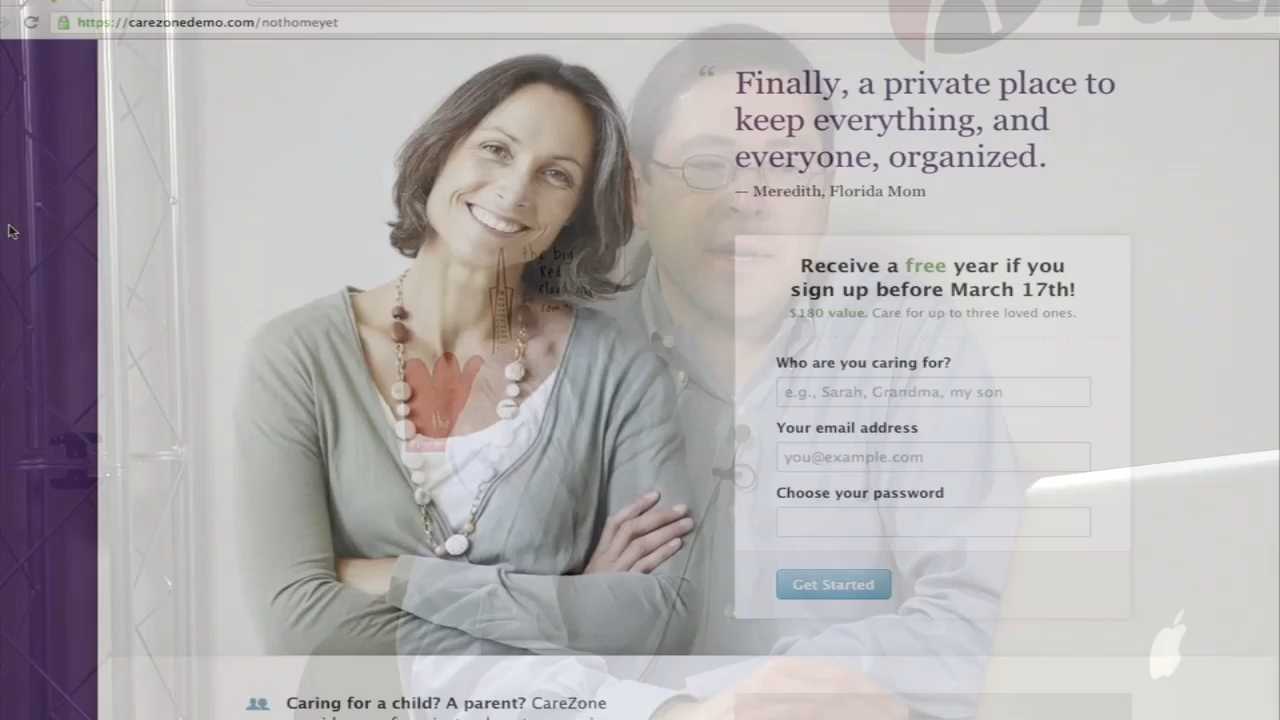 https://carezonedemo.com/nothomeyet
“ Finally, a private place to
keep everything, and
everyone, organized.
— Meredith, Florida Mom
the big
Red
Receive a free year if you
sign up before March 17th!
$180 value. Care for up to three loved ones.
Who are you caring for?
e.g., Sarah, Grandma, my son
Your email address
you@example.com
Choose your password
Get Started
Caring for a child? A parent? CareZone